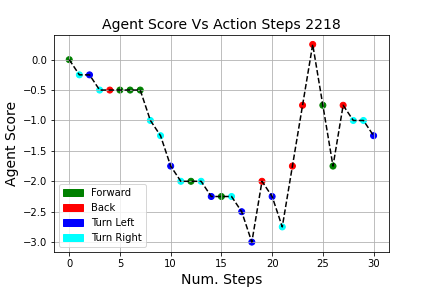 Agent Score Vs Action Steps 2218
Agent Score
0.0
−0.5
−1.0
−1.5
−2.0
−2.5
−3.0
Forward
Back
Turn Left
Turn Right
0 5 10 15 20 25 30
Num. Steps